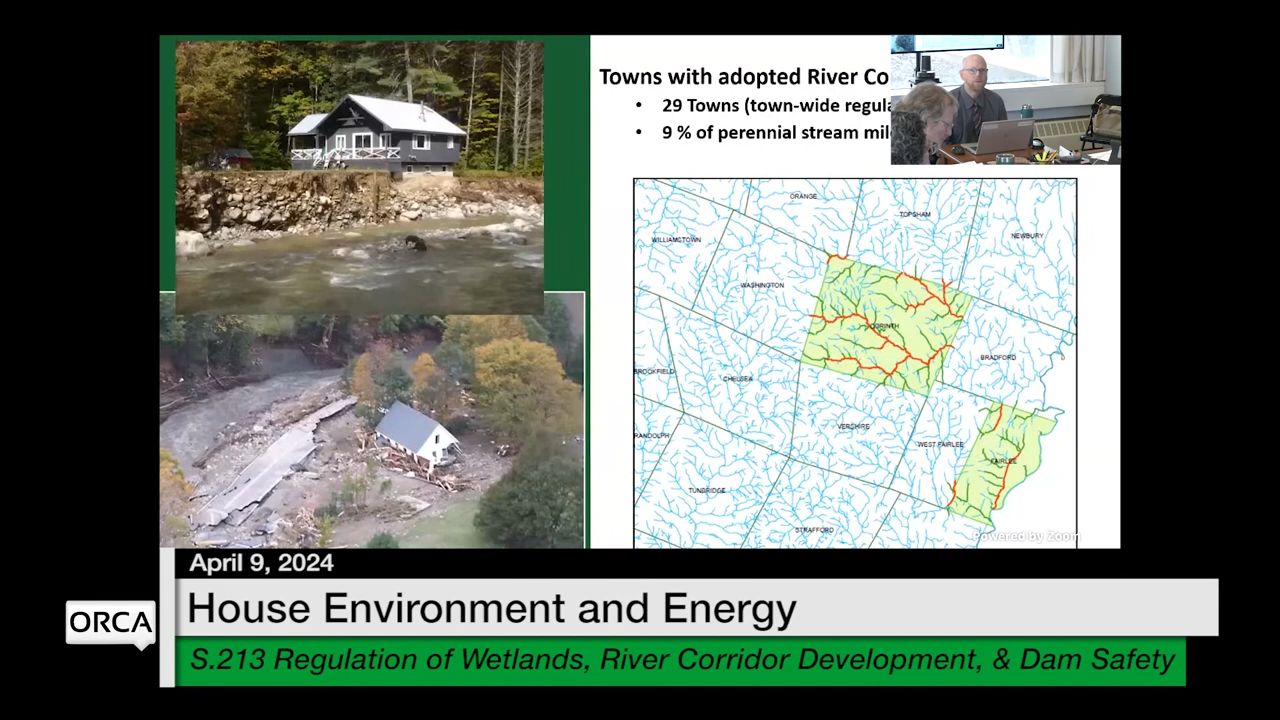 Towns with adopted River Co
• 29 Towns (town-wide regula
• 9 % of perennial stream mil
ORANGE
TOPSHAM
WILLIAMSTOWN
NEWBURY
WASHINGTON
CORINTH
BRADFORD
BROOKFIELD
CHELSEA
RANDOLPH
VERSHIRE
WEST FAIRLEE
FAIRLEE
TUNBRIDGE
STRAFFORD
Powered by Zoom
April 9, 2024
House Environment and Energy
ORCA
S.213 Regulation of Wetlands, River Corridor Development, & Dam Safety